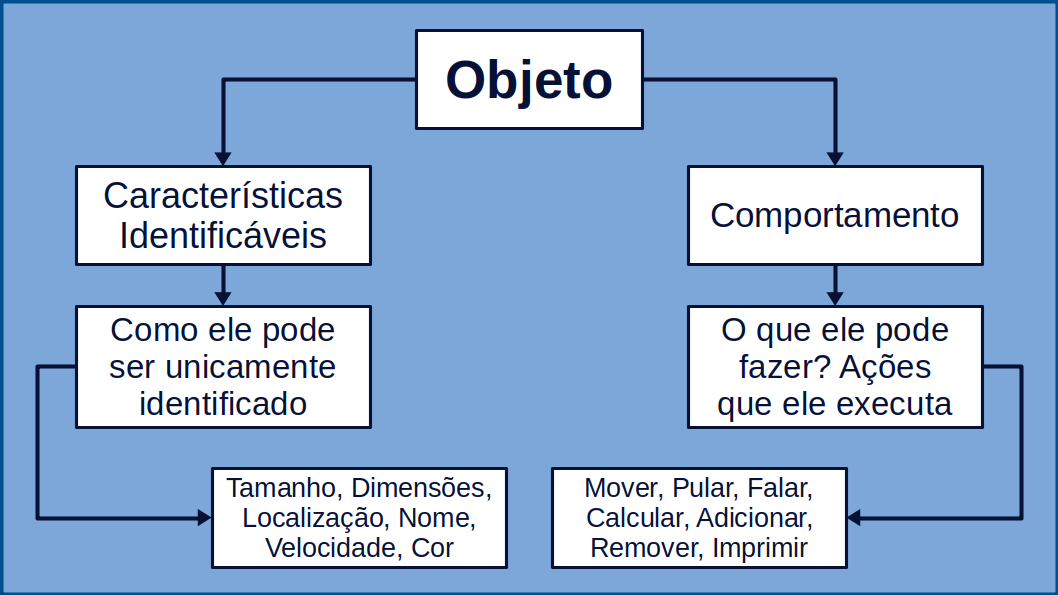 Objeto
Características
Identificáveis
Comportamento
Como ele pode
ser unicamente
identificado
O que ele pode
fazer? Ações
que ele executa
Tamanho, Dimensões,
Localização, Nome,
Velocidade, Cor
Mover, Pular, Falar,
Calcular, Adicionar,
Remover, Imprimir